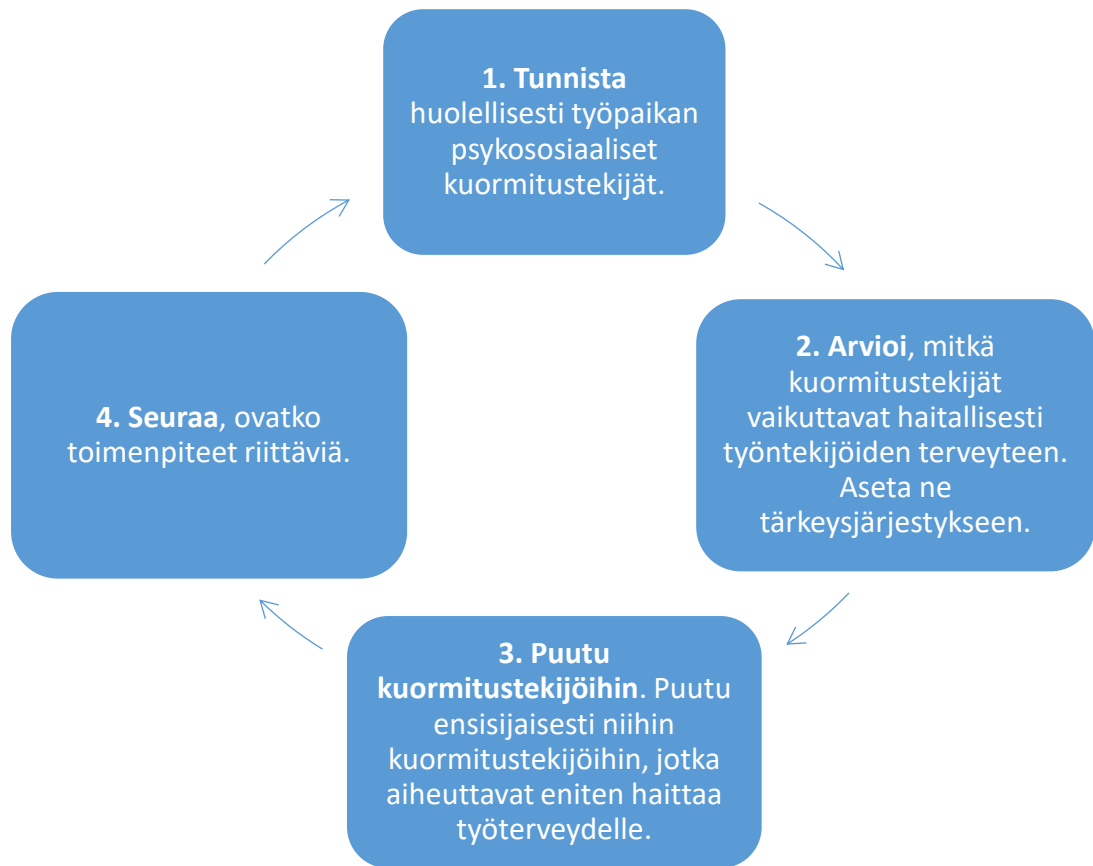 1. Tunnista
huolellisesti työpaikan
psykososiaaliset
kuormitustekijät.
2. Arvioi, mitkä
kuormitustekijät
vaikuttavat haitallisesti
työntekijöiden terveyteen.
Aseta ne
tärkeysjärjestykseen.
3. Puutu
kuormitustekijöihin. Puutu
ensisijaisesti niihin
kuormitustekijöihin, jotka
aiheuttavat eniten haittaa
työterveydelle.
4. Seuraa, ovatko
toimenpiteet riittäviä.